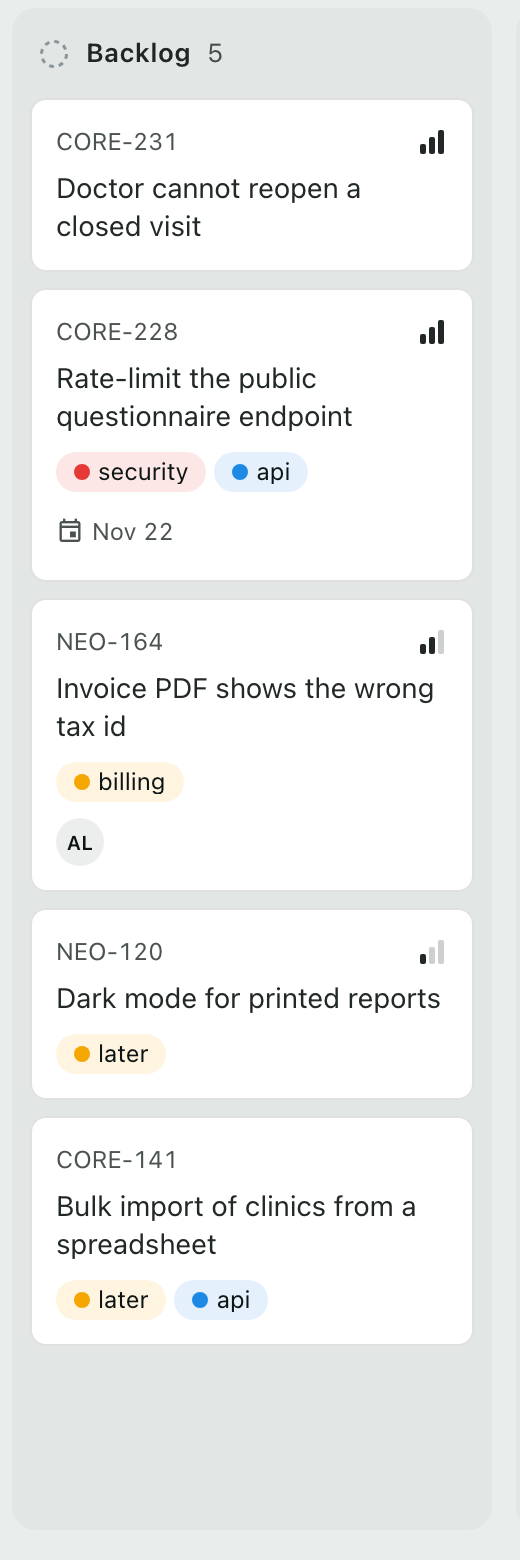 Backlog 5
CORE-231
Doctor cannot reopen a
closed visit
CORE-228
Rate-limit the public
questionnaire endpoint
security api
Nov 22
NEO-164
Invoice PDF shows the wrong
tax id
billing
AL
NEO-120
Dark mode for printed reports
later
CORE-141
Bulk import of clinics from a
spreadsheet
later api